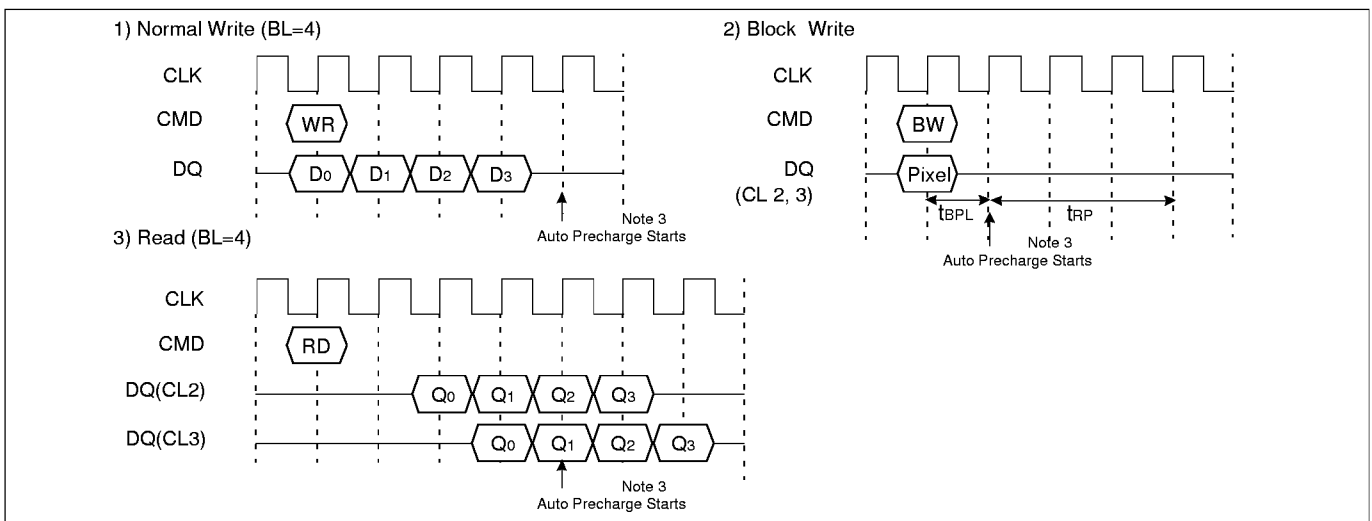 1) Normal Write (BL=4)
CLK
CMD
WR
DQ
D0 D1 D2 D3
Note 3
Auto Precharge Starts
2) Block Write
CLK
CMD
BW
DQ
(CL 2, 3)
Pixel
tBPL
tRP
Note 3
Auto Precharge Starts
3) Read (BL=4)
CLK
CMD
RD
DQ(CL2)
Q0 Q1 Q2 Q3
DQ(CL3)
Q0 Q1 Q2 Q3
Note 3
Auto Precharge Starts